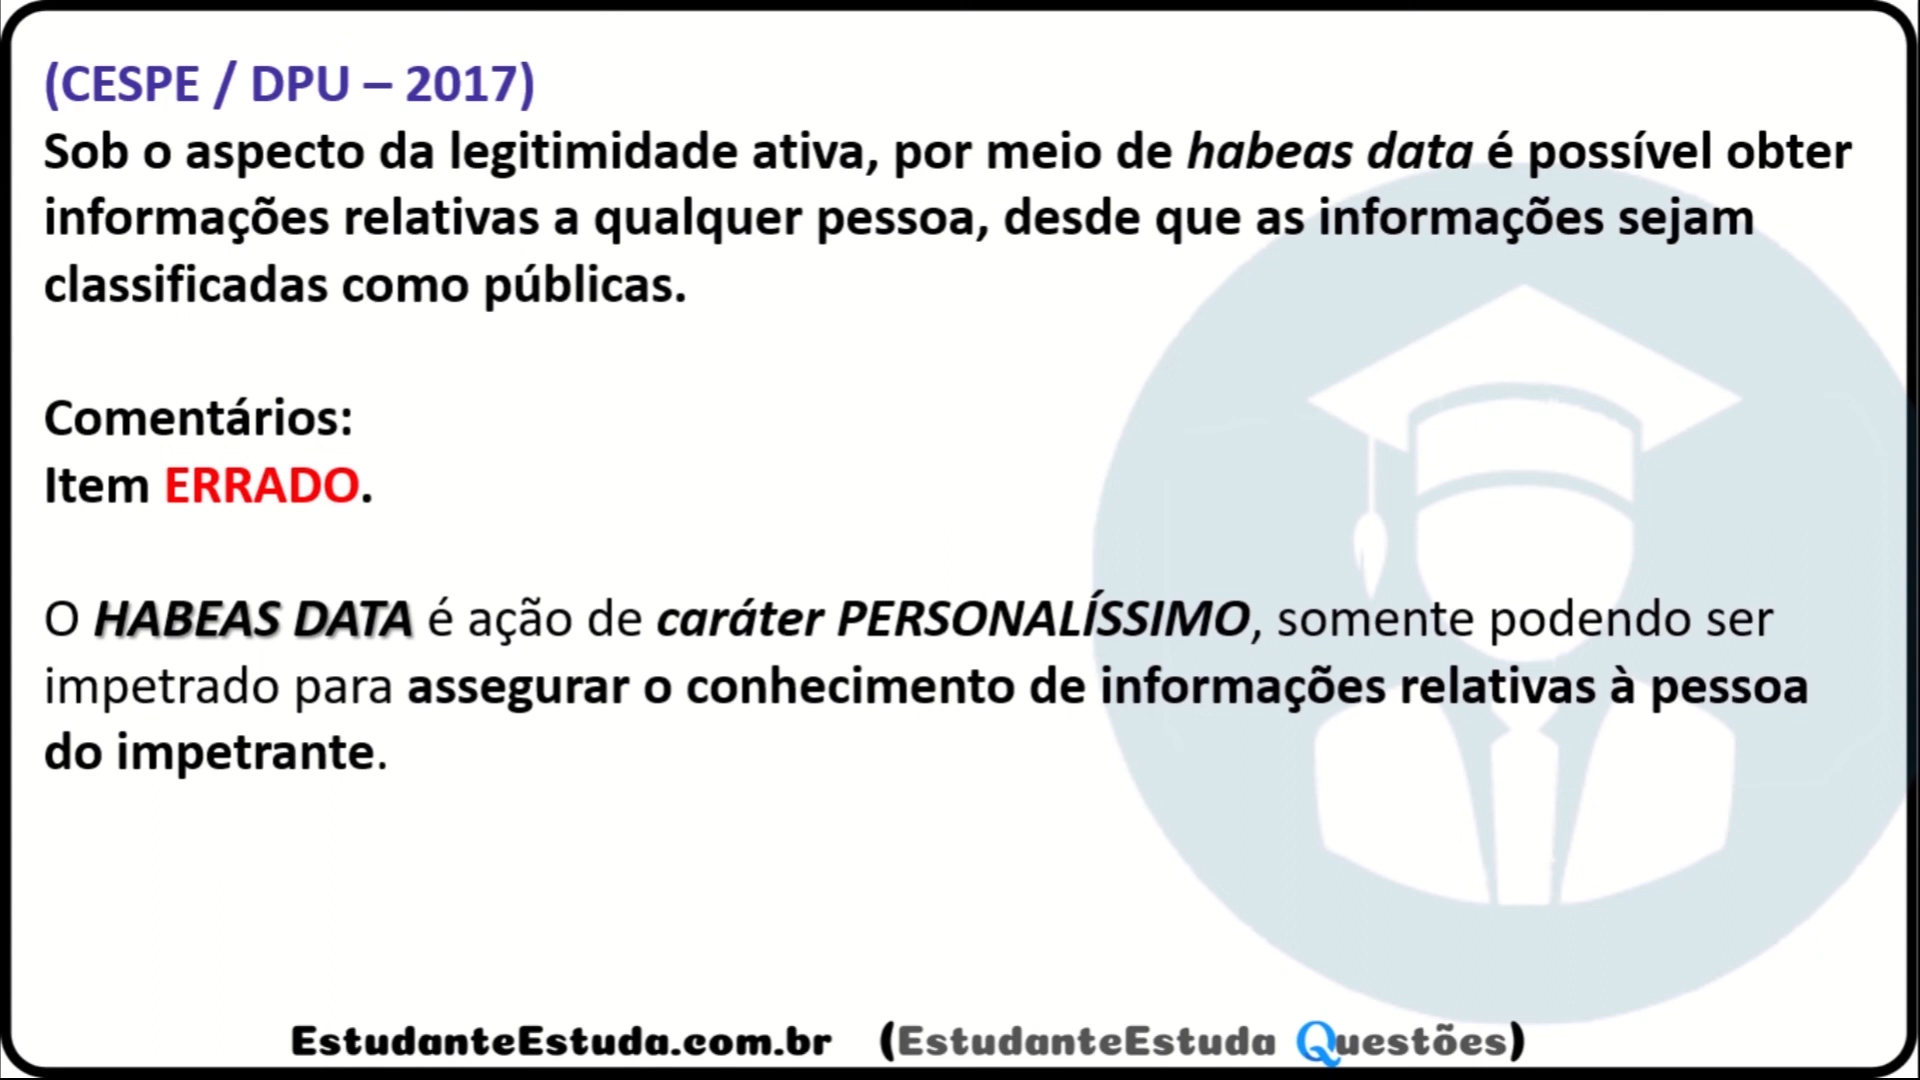 (CESPE / DPU – 2017)
Sob o aspecto da legitimidade ativa, por meio de habeas data é possível obter
informações relativas a qualquer pessoa, desde que as informações sejam
classificadas como públicas.
Comentários:
Item ERRADO.
O HABEAS DATA é ação de caráter PERSONALÍSSIMO, somente podendo ser
impetrado para assegurar o conhecimento de informações relativas à pessoa
do impetrante.
EstudanteEstuda.com.br (EstudanteEstuda Questões)